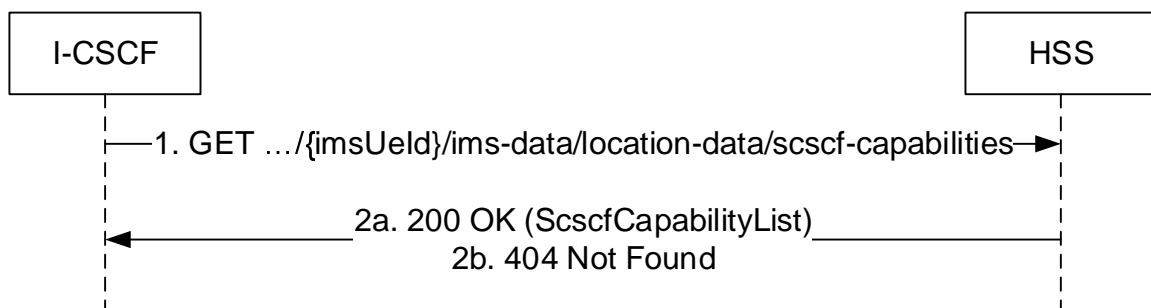 I-CSCF
HSS
1. GET …/{imsUeId}/ims-data/location-data/scscf-capabilities
2a. 200 OK (ScscfCapabilityList)
2b. 404 Not Found